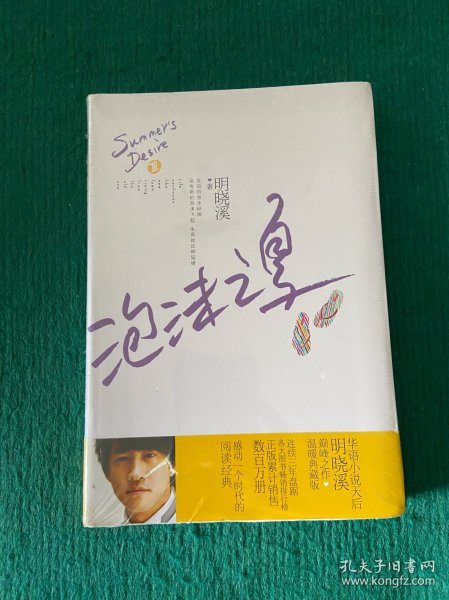 Summer's
Desire
II
明晓溪
著
泡沫之夏
华语小说天后
明晓溪
巅峰之作
温暖典藏版
连续三年盘踞
各大图书畅销排行榜
正版累计销售
数百万册
感动一个时代的
阅读经典
孔夫子旧书网
www.kongfz.com